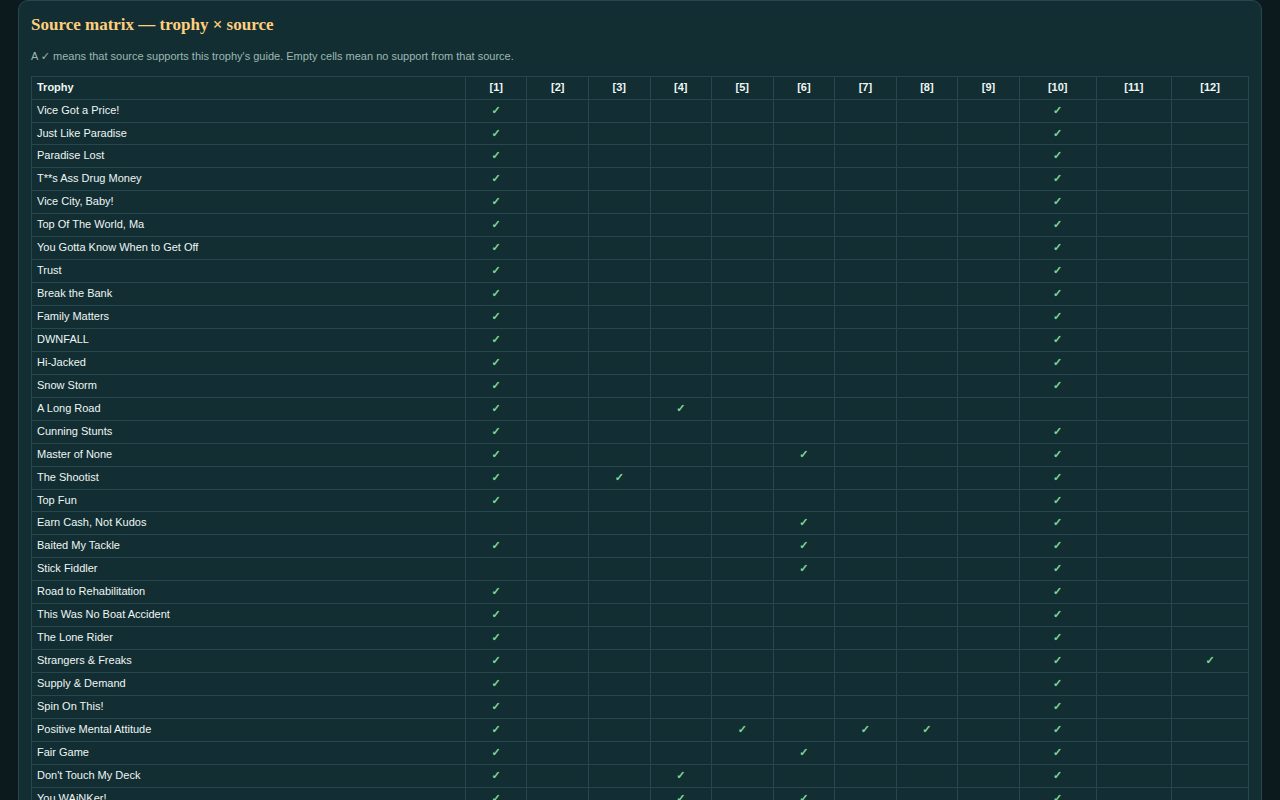 Source matrix — trophy × source
A ✓ means that source supports this trophy's guide. Empty cells mean no support from that source.
Trophy [1] [2] [3] [4] [5] [6] [7] [8] [9] [10] [11] [12]
Vice Got a Price! ✓ ✓
Just Like Paradise ✓ ✓
Paradise Lost ✓ ✓
T**s Ass Drug Money ✓ ✓
Vice City, Baby! ✓ ✓
Top Of The World, Ma ✓ ✓
You Gotta Know When to Get Off ✓ ✓
Trust ✓ ✓
Break the Bank ✓ ✓
Family Matters ✓ ✓
DWNFALL ✓ ✓
Hi-Jacked ✓ ✓
Snow Storm ✓ ✓
A Long Road ✓ ✓
Cunning Stunts ✓ ✓
Master of None ✓ ✓ ✓
The Shootist ✓ ✓ ✓
Top Fun ✓ ✓
Earn Cash, Not Kudos ✓ ✓
Baited My Tackle ✓ ✓ ✓
Stick Fiddler ✓ ✓
Road to Rehabilitation ✓ ✓
This Was No Boat Accident ✓ ✓
The Lone Rider ✓ ✓
Strangers & Freaks ✓ ✓ ✓
Supply & Demand ✓ ✓
Spin On This! ✓ ✓
Positive Mental Attitude ✓ ✓ ✓ ✓ ✓
Fair Game ✓ ✓ ✓
Don't Touch My Deck ✓ ✓ ✓
You WAiNKer! ✓ ✓ ✓ ✓